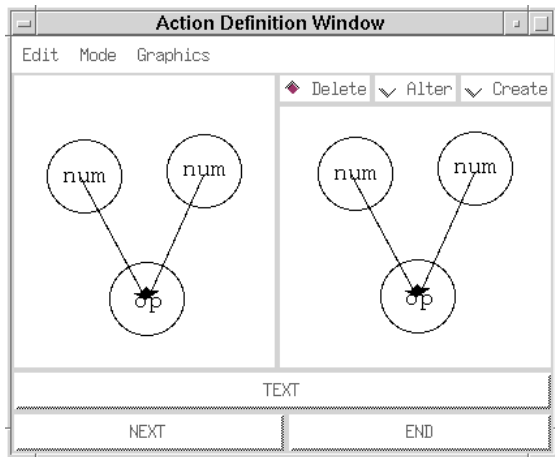 Action Definition Window
Edit Mode Graphics
Delete Alter Create
num num num num
op op
TEXT
NEXT END